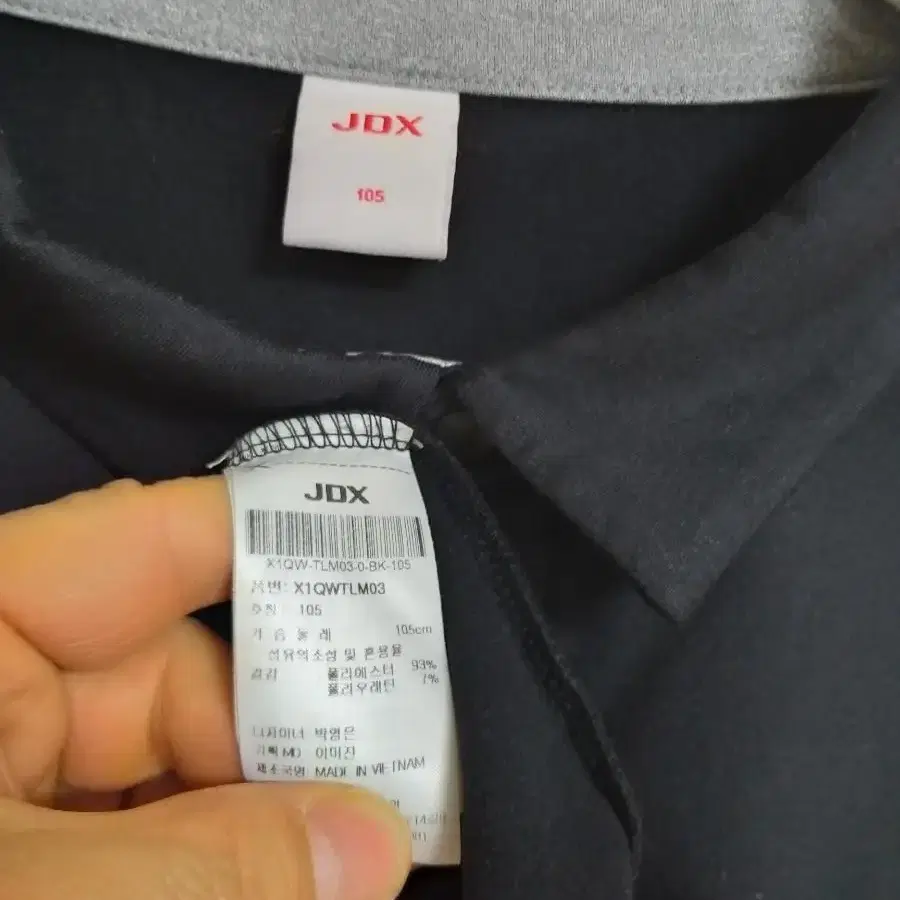 JDX
105
JDX
X1QW-TLM03-0-BK-105
품번: X1QWTLM03
호칭 105
가 슴 둘 레 105cm
섬유의조성 및 혼용율
겉감 폴리에스터 93%
폴리우레탄 7%
디자이너 박영은
기획 MD 이미진
제조국명 MADE IN VIETNAM